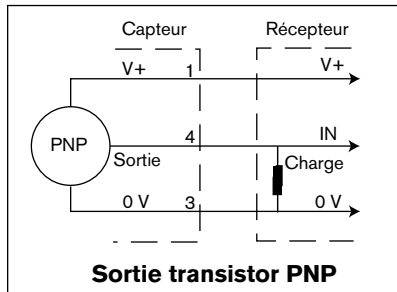 Capteur
Récepteur
V+ 1 V+
PNP
4 IN
Sortie
Charge
0 V 3 0 V
Sortie transistor PNP